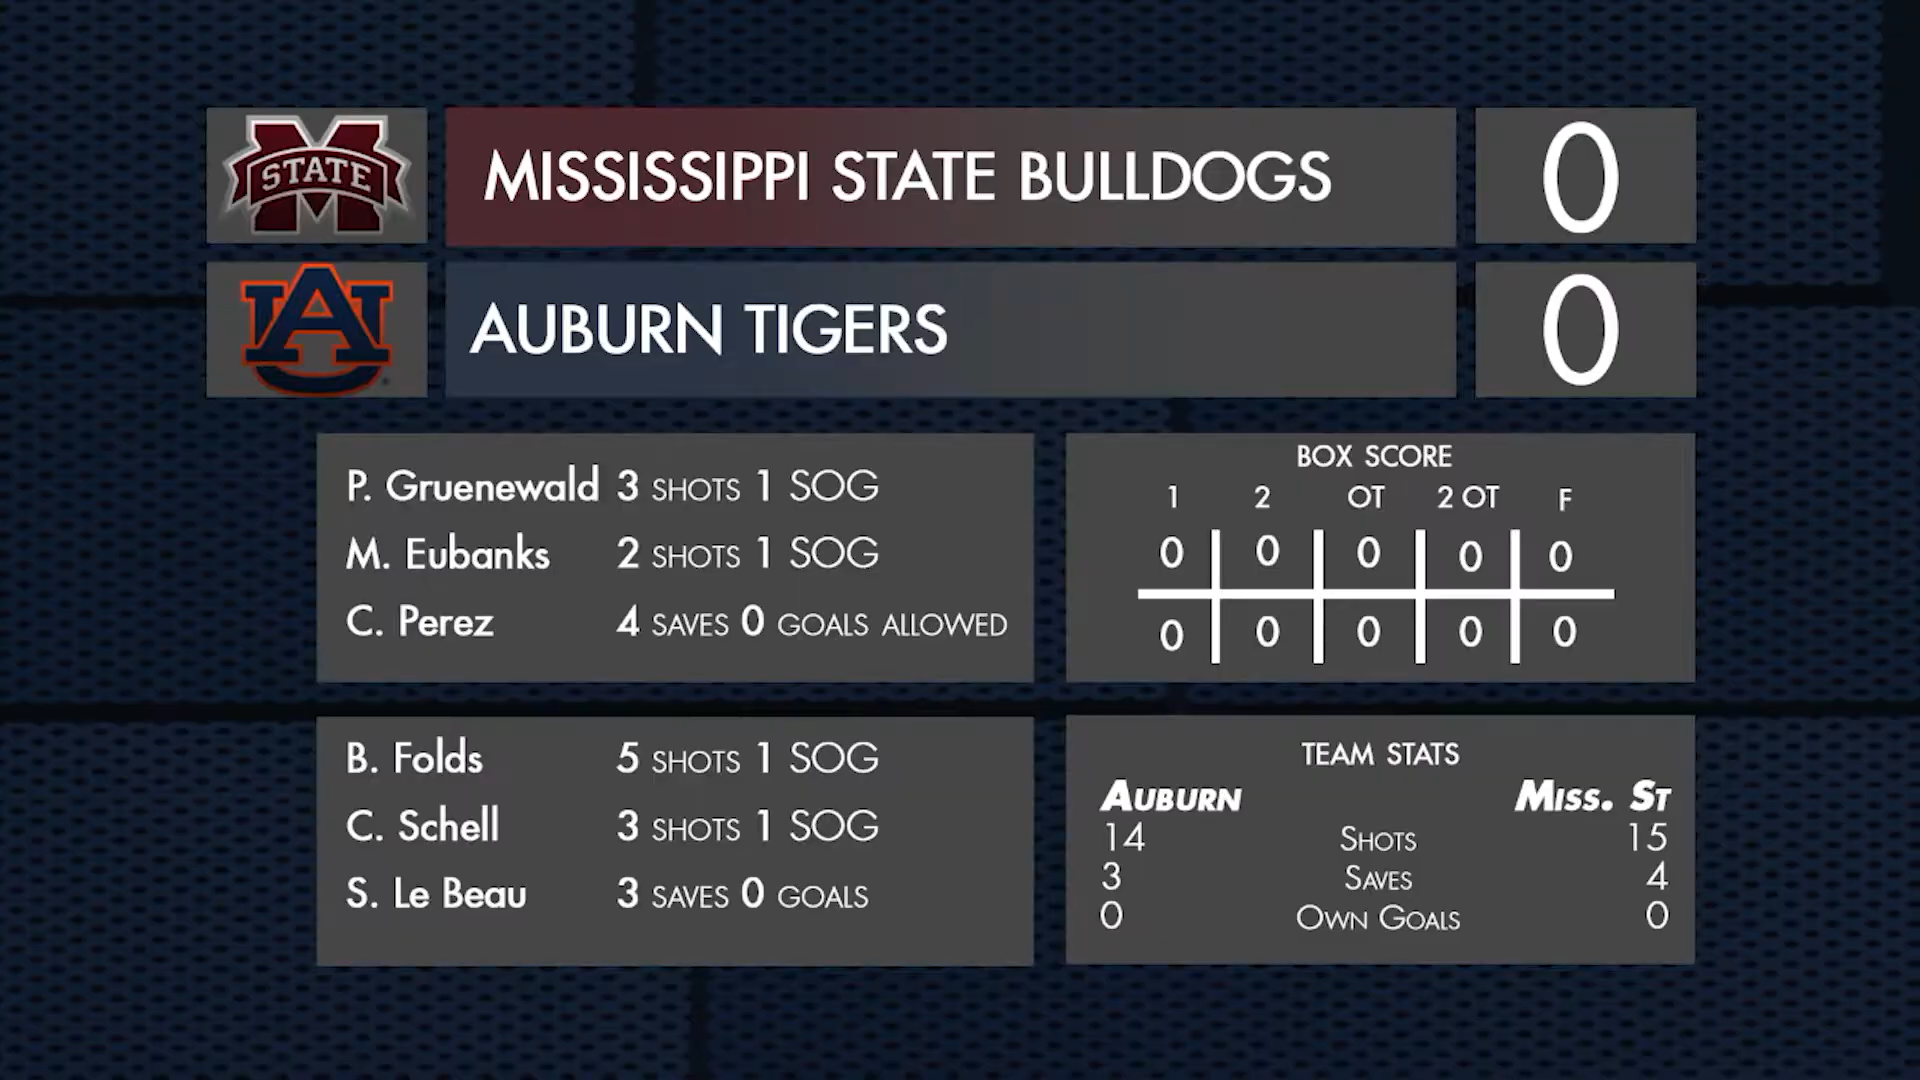 STATE
MISSISSIPPI STATE BULLDOGS 0
AU
AUBURN TIGERS 0
P. Gruenewald 3 SHOTS 1 SOG
M. Eubanks 2 SHOTS 1 SOG
C. Perez 4 SAVES 0 GOALS ALLOWED
BOX SCORE
1 2 OT 2 OT F
0 0 0 0 0
0 0 0 0 0
B. Folds 5 SHOTS 1 SOG
C. Schell 3 SHOTS 1 SOG
S. Le Beau 3 SAVES 0 GOALS
TEAM STATS
AUBURN MISS. ST
14 SHOTS 15
3 SAVES 4
0 OWN GOALS 0